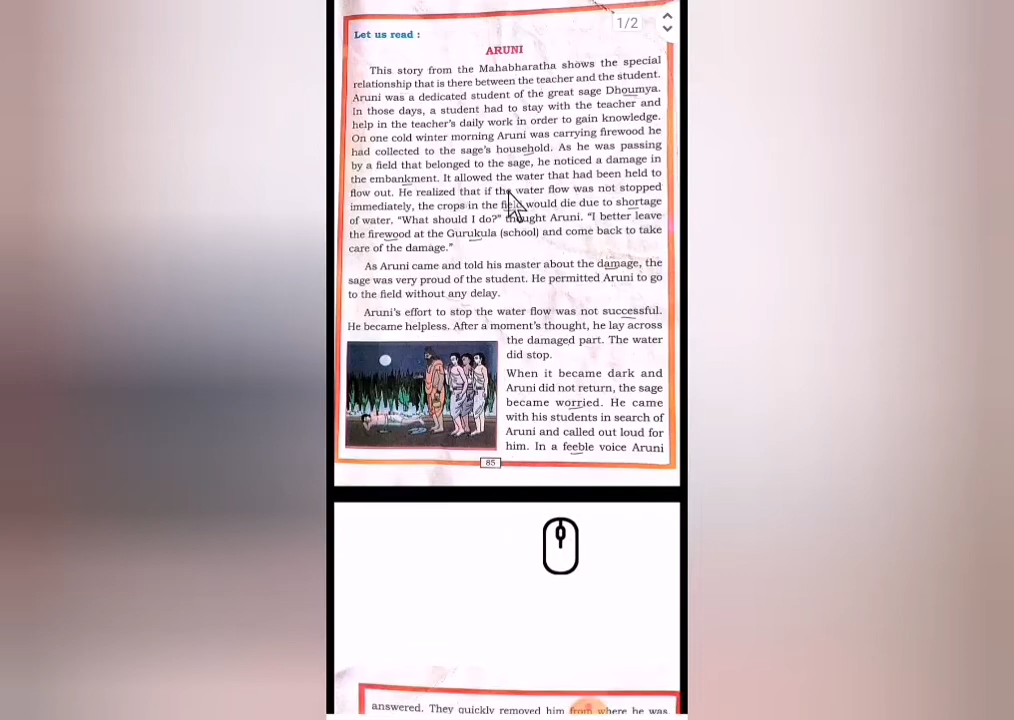 1/2
Let us read :
ARUNI
This story from the Mahabharatha shows the special
relationship that is there between the teacher and the student.
Aruni was a dedicated student of the great sage Dhoumya.
In those days, a student had to stay with the teacher and
help in the teacher's daily work in order to gain knowledge.
On one cold winter morning Aruni was carrying firewood he
had collected to the sage's household. As he was passing
by a field that belonged to the sage, he noticed a damage in
the embankment. It allowed the water that had been held to
flow out. He realized that if the water flow was not stopped
immediately, the crops in the field would die due to shortage
of water. "What should I do?" thought Aruni. "I better leave
the firewood at the Gurukula (school) and come back to take
care of the damage."
As Aruni came and told his master about the damage, the
sage was very proud of the student. He permitted Aruni to go
to the field without any delay.
Aruni's effort to stop the water flow was not successful.
He became helpless. After a moment's thought, he lay across
the damaged part. The water
did stop.
When it became dark and
Aruni did not return, the sage
became worried. He came
with his students in search of
Aruni and called out loud for
him. In a feeble voice Aruni
85
answered. They quickly removed him from where he was.